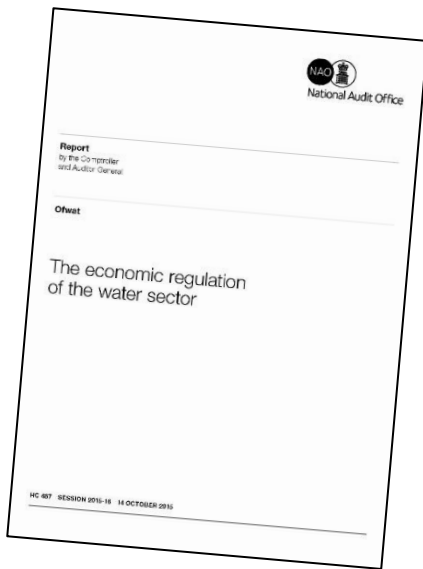 NAO
National Audit Office
Report
by the Comptroller
and Auditor General
Ofwat
The economic regulation
of the water sector
HC 487 SESSION 2015-16 14 OCTOBER 2015